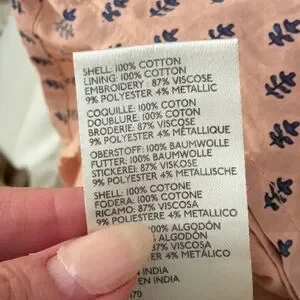 SHELL: 100% COTTON
LINING: 100% COTTON
EMBROIDERY : 87% VISCOSE
9% POLYESTER 4% METALLIC
COQUILLE: 100% COTON
DOUBLURE: 100% COTON
BRODERIE: 87% VISCOSE
9% POLYESTER 4% MÉTALLIQUE
OBERSTOFF: 100% BAUMWOLLE
FUTTER: 100% BAUMWOLLE
STICKEREI: 87% VISKOSE
9% POLYESTER 4% METALLISCHE
SHELL: 100% COTONE
FODERA: 100% COTONE
RICAMO: 87% VISCOSA
9% POLIESTERE 4% METALLICO
100% ALGODÓN
ALGODÓN
87% VISCOSA
4% METÁLICO
INDIA
EN INDIA